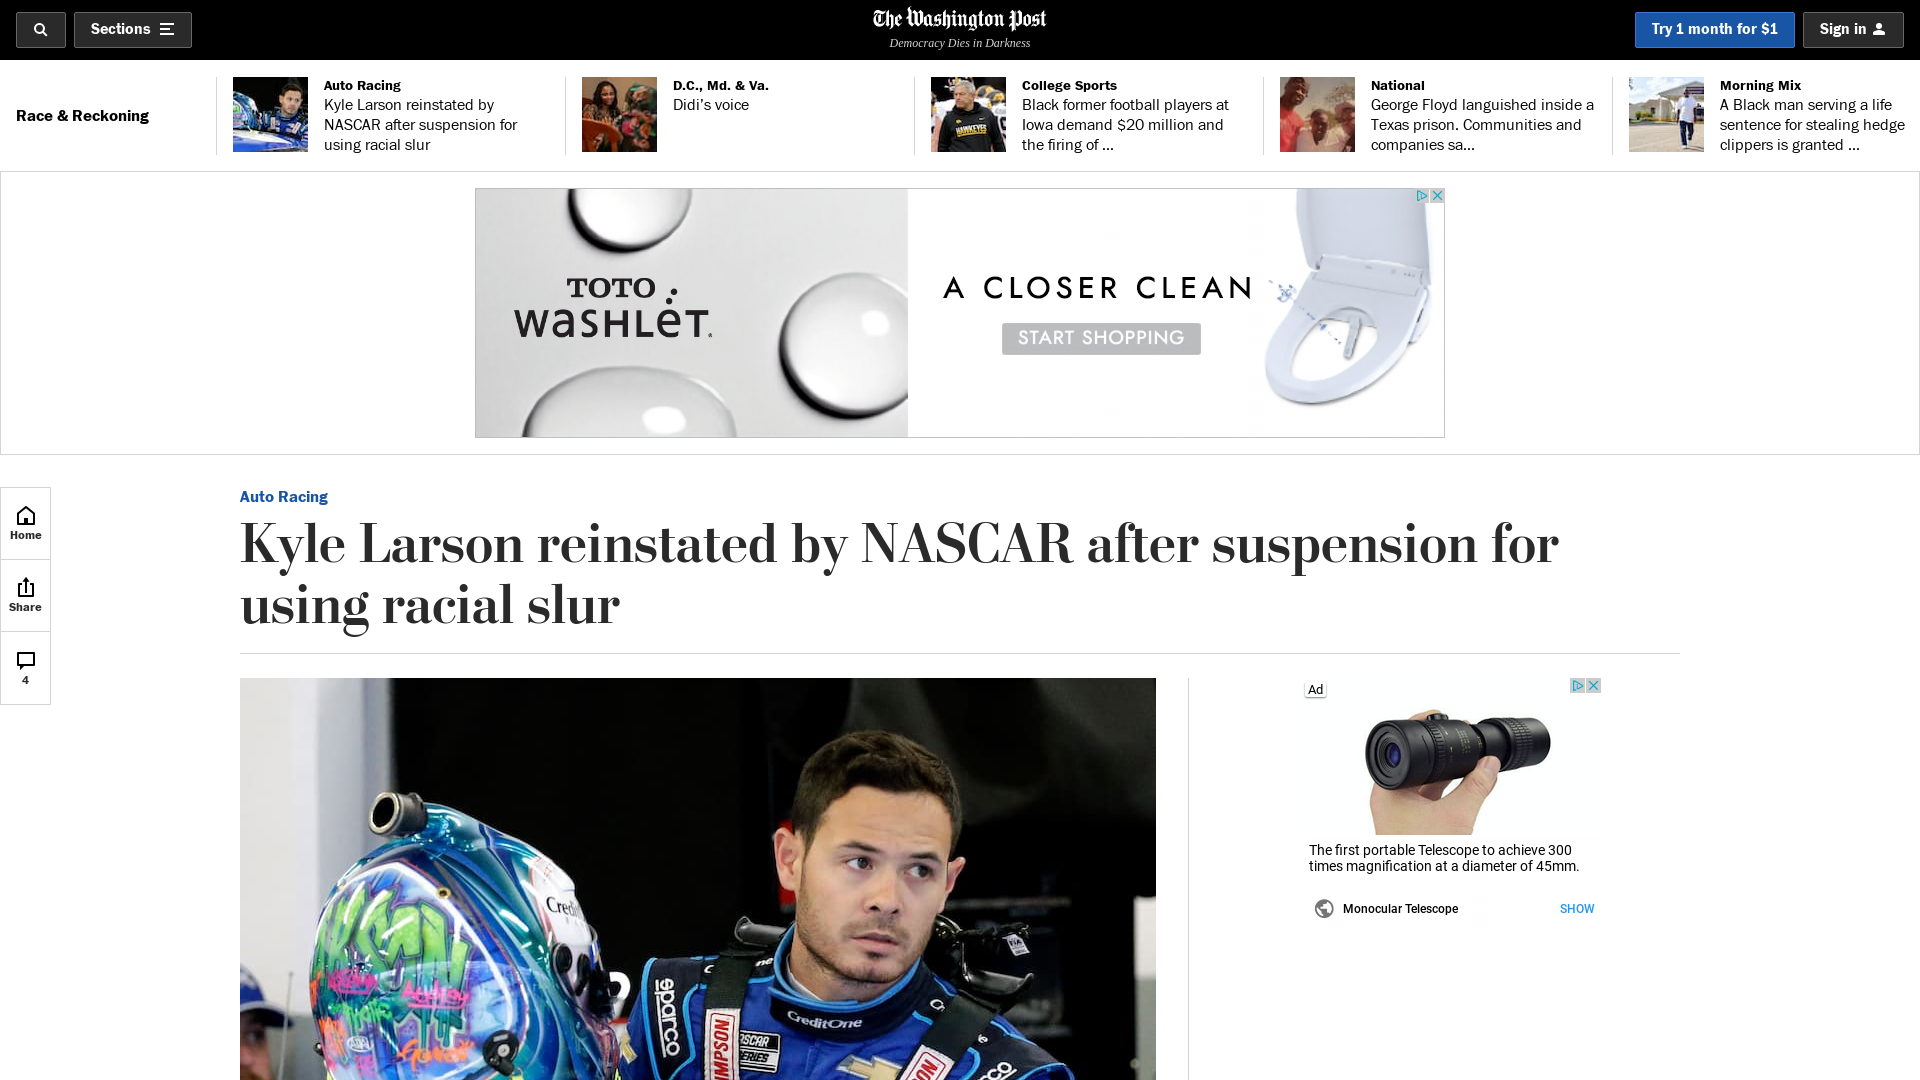 Sections
The Washington Post
Democracy Dies in Darkness
Try 1 month for $1
Sign in
Race & Reckoning
Auto Racing
Kyle Larson reinstated by
NASCAR after suspension for
using racial slur
D.C., Md. & Va.
Didi’s voice
College Sports
Black former football players at
Iowa demand $20 million and
the firing of ...
National
George Floyd languished inside a
Texas prison. Communities and
companies sa...
Morning Mix
A Black man serving a life
sentence for stealing hedge
clippers is granted ...
HAWKEYES
TOTO
WASHLET
A CLOSER CLEAN
START SHOPPING
Home
Share
4
Auto Racing
Kyle Larson reinstated by NASCAR after suspension for
using racial slur
Ad
The first portable Telescope to achieve 300
times magnification at a diameter of 45mm.
Monocular Telescope
SHOW
Credit
sparco
CreditOne
SIMPSON